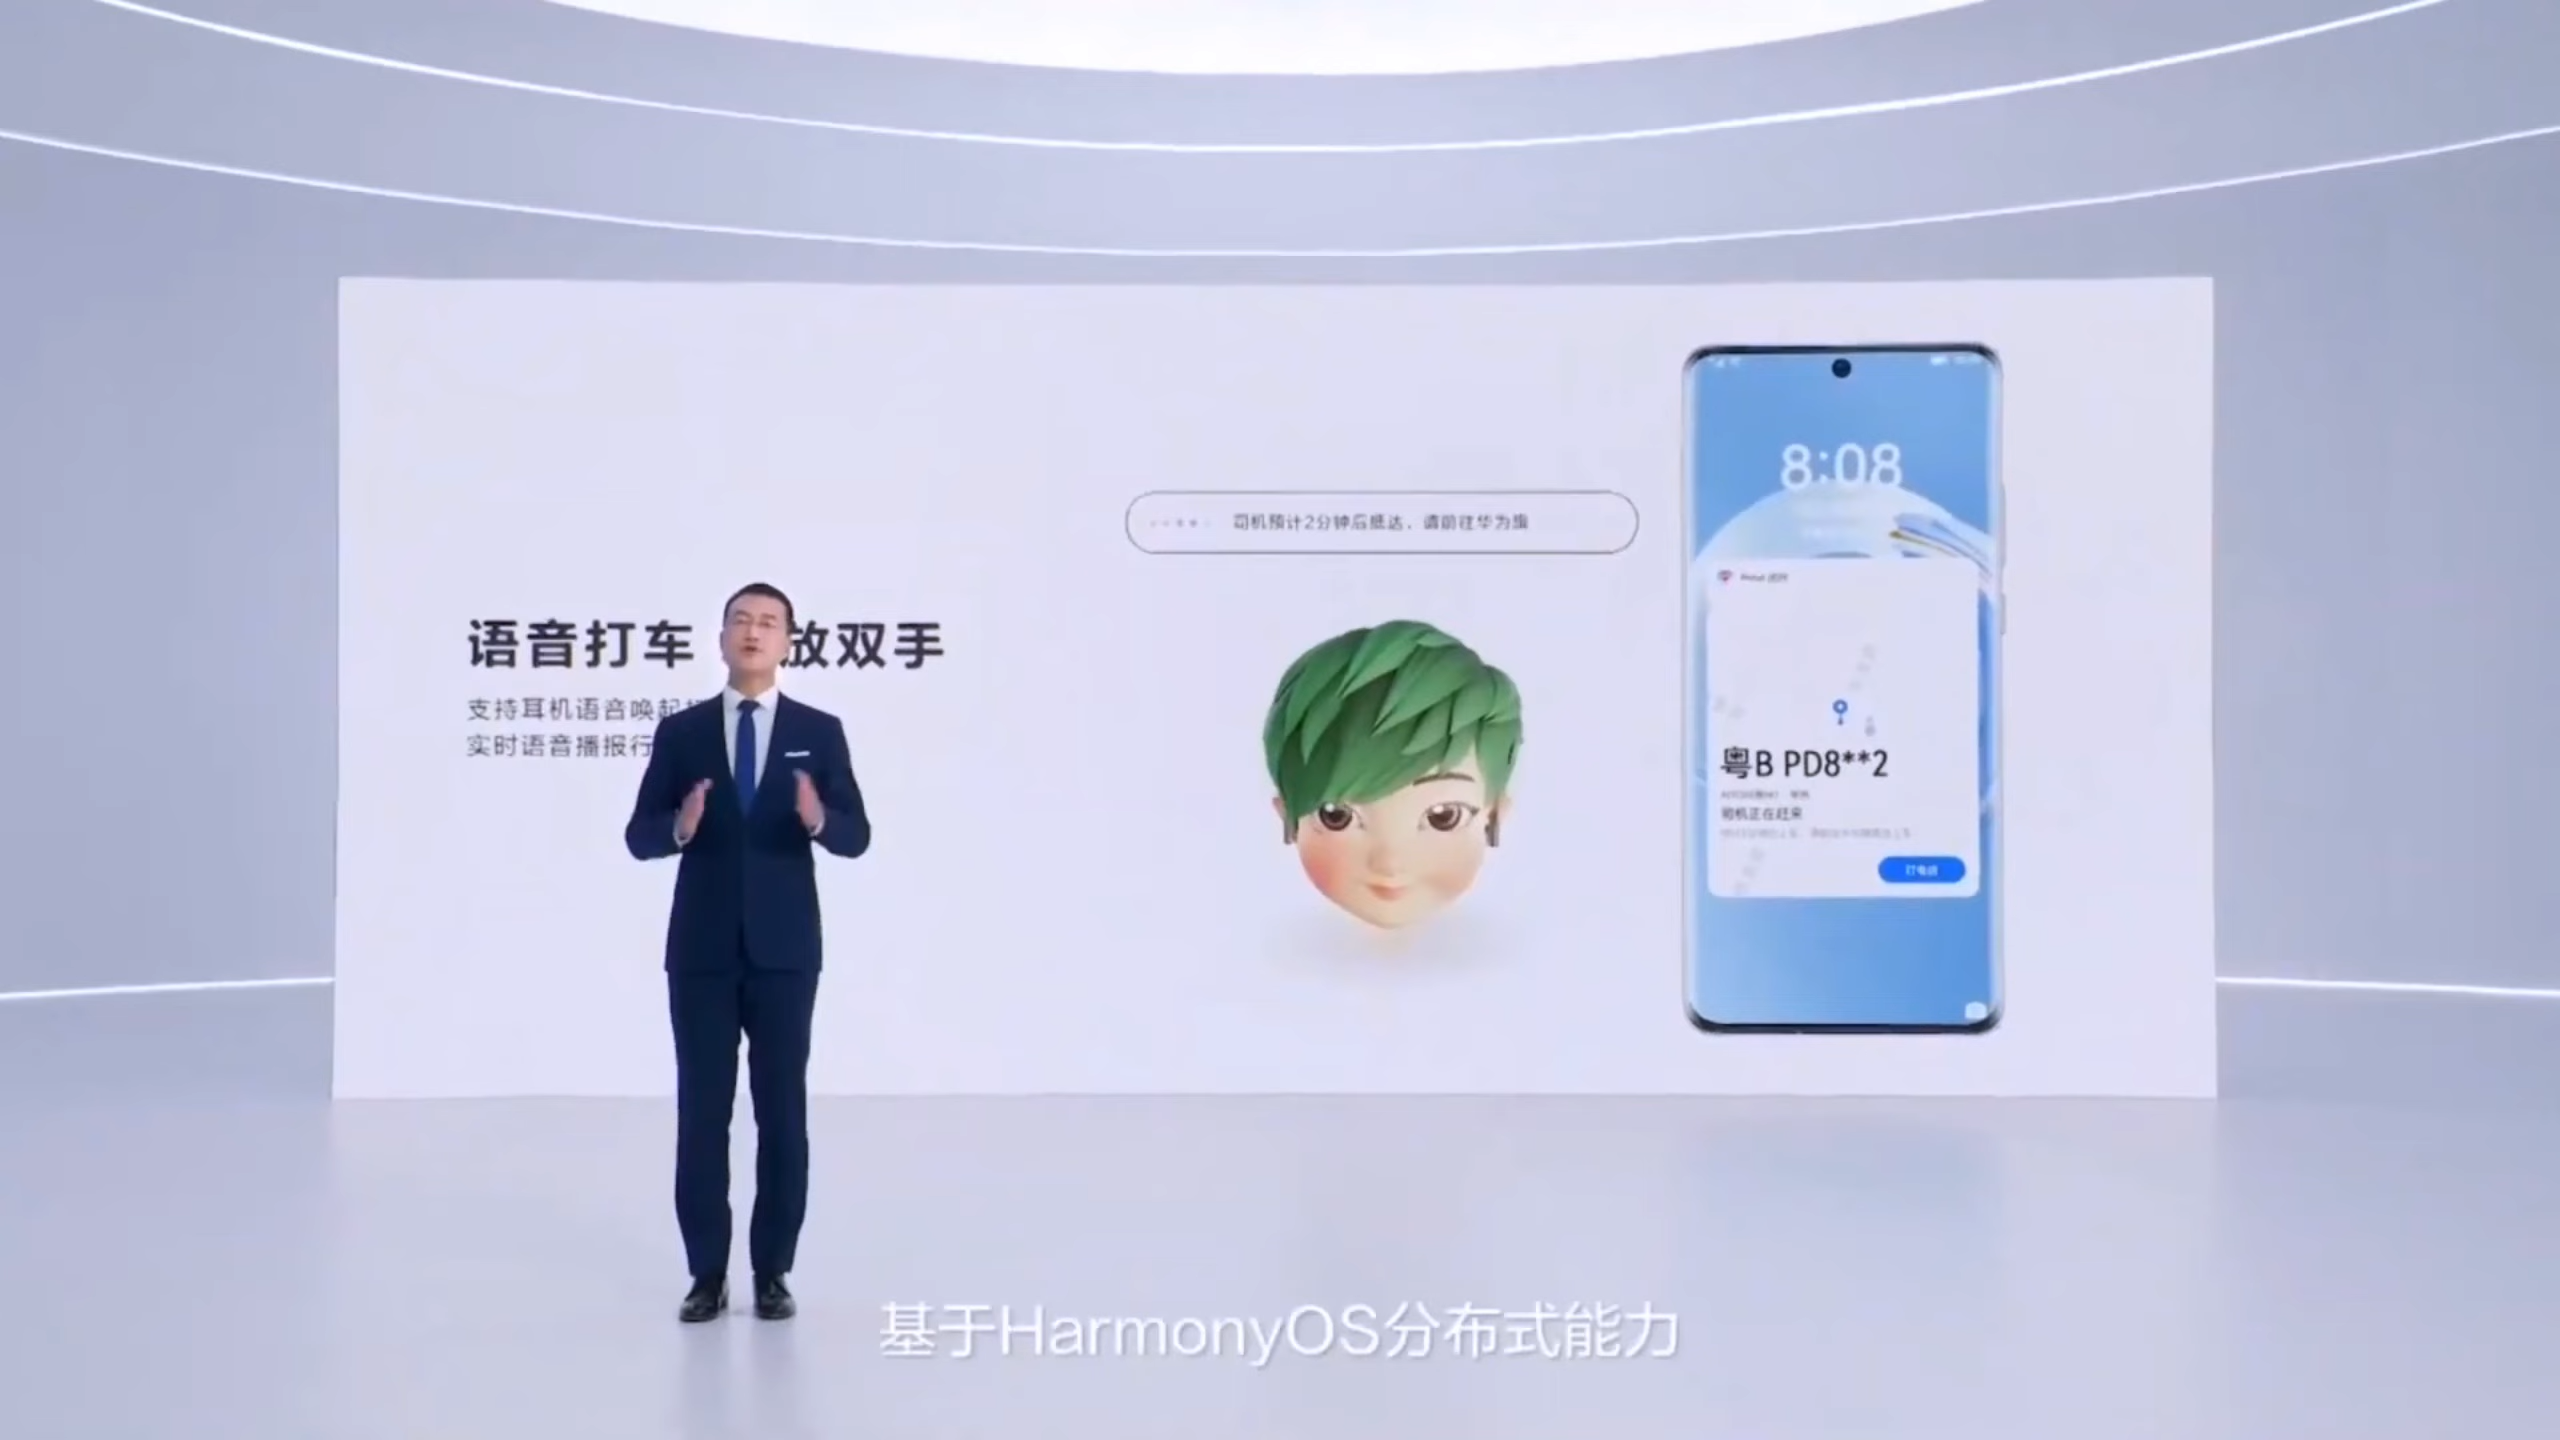 司机预计2分钟后抵达，请前往华为旗
8:08
语音打车
放双手
支持耳机语音唤起
实时语音播报行
粤B PD8**2
司机正在赶来
打电话
基于HarmonyOS分布式能力